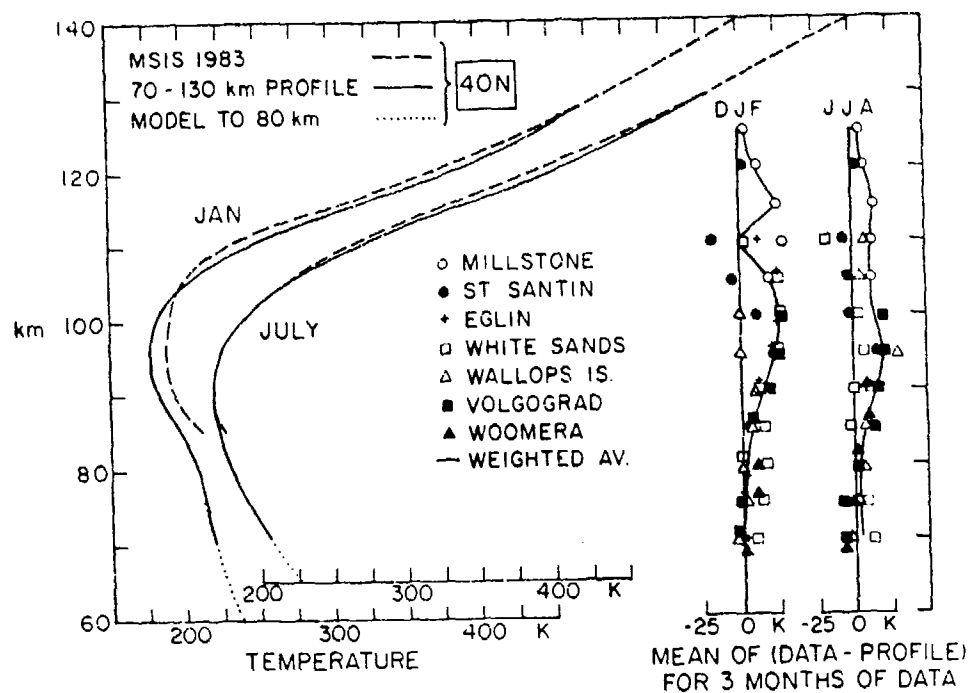 140
120
100
80
60
km
MSIS 1983
70 - 130 km PROFILE
MODEL TO 80 km
40N
JAN
JULY
MILLSTONE
ST SANTIN
EGLIN
WHITE SANDS
WALLOPS IS.
VOLGOGRAD
WOOMERA
WEIGHTED AV.
D J F
J J A
200 300 400 K
200 300 400 K
TEMPERATURE
-25 0 K
-25 0 K
MEAN OF (DATA - PROFILE)
FOR 3 MONTHS OF DATA